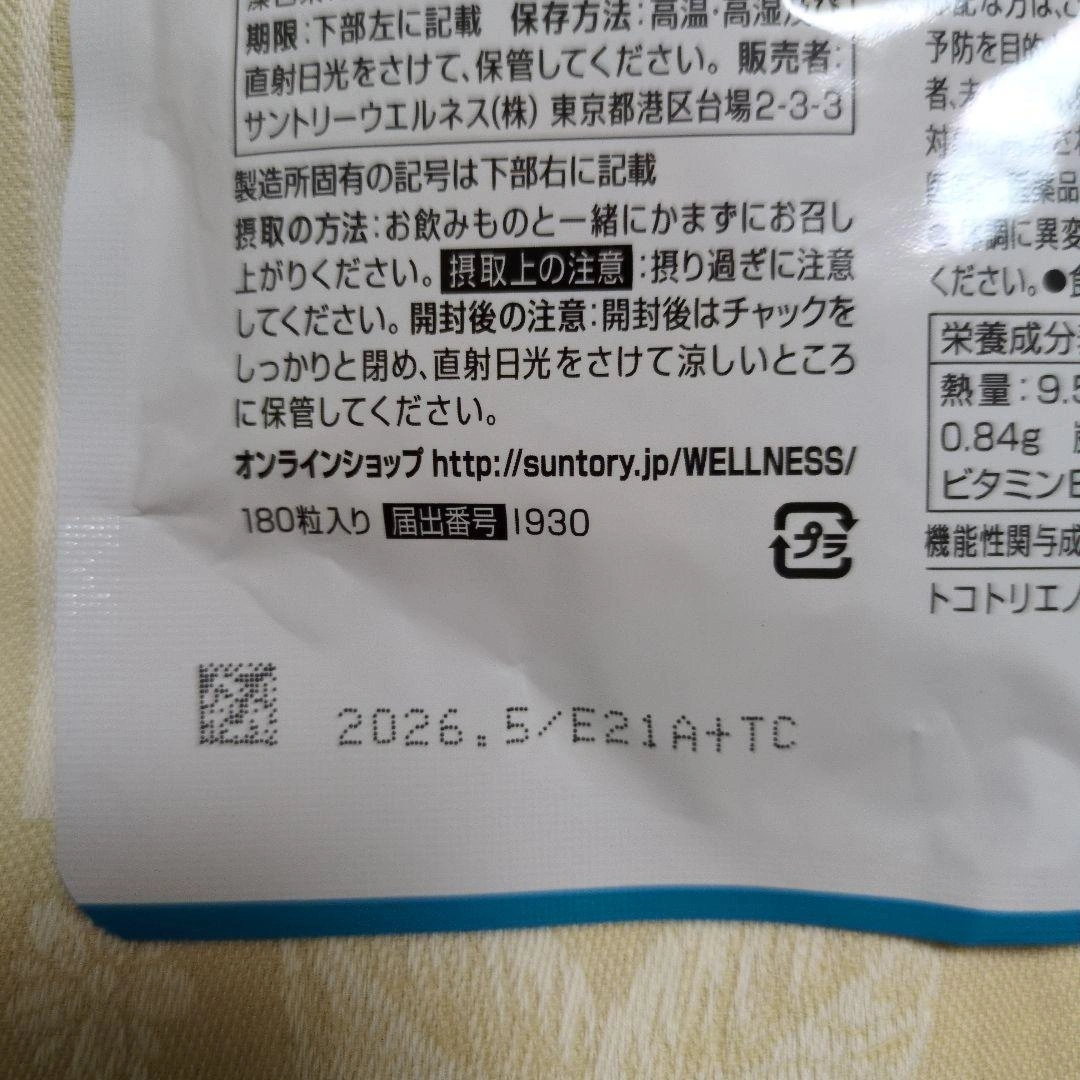 期限:下部左に記載 保存方法:高温・高湿及び
直射日光をさけて、保管してください。 販売者:
サントリーウエルネス(株) 東京都港区台場2-3-3
製造所固有の記号は下部右に記載
摂取の方法:お飲みものと一緒にかまずにお召し
上がりください。摂取上の注意:摂り過ぎに注意
してください。開封後の注意:開封後はチャックを
しっかりと閉め、直射日光をさけて涼しいところ
に保管してください。
オンラインショップ http://suntory.jp/WELLNESS/
180粒入り 届出番号 I930
プラ
2026.5/E21A+TC
予防を目的
ください。●食
栄養成分
熱量:9.5
0.84g
ビタミンE
機能性関与成
トコトリエノ